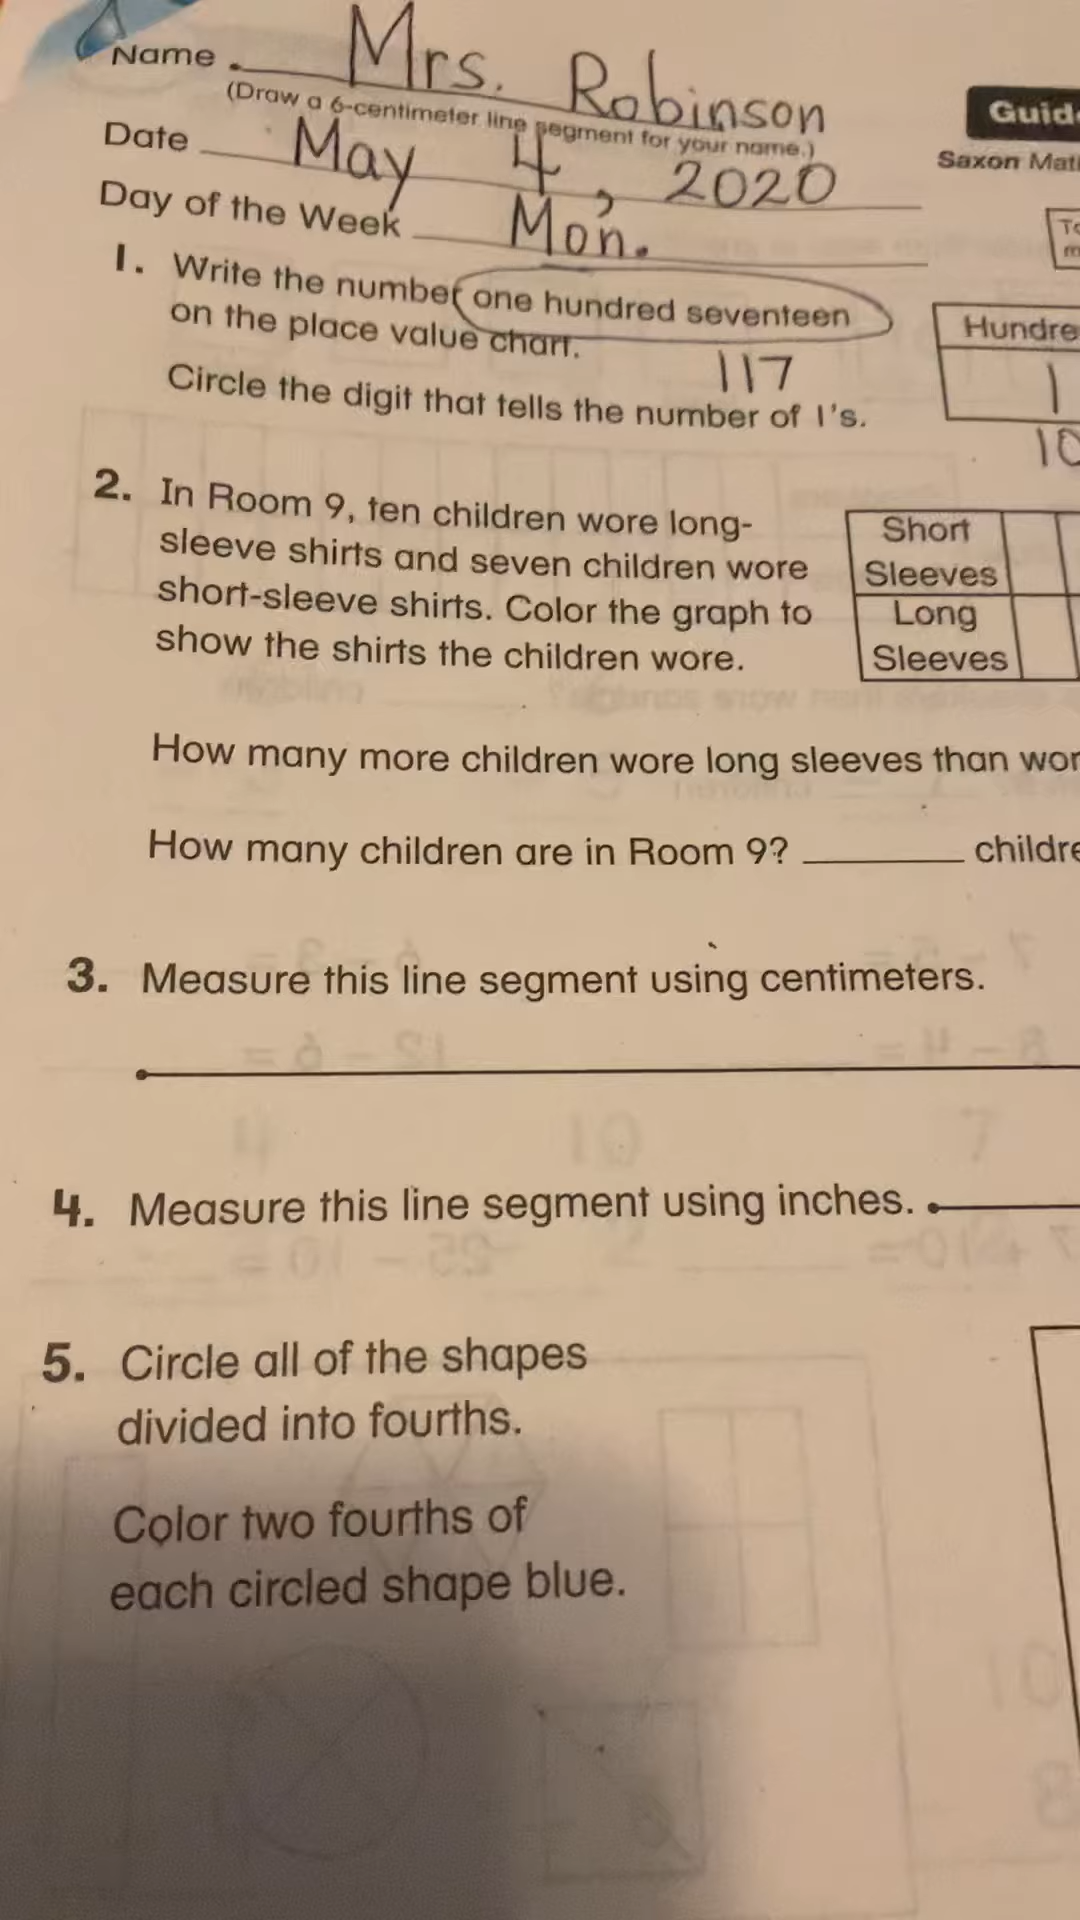 Name Mrs. Robinson
(Draw a 6-centimeter line segment for your name.)
Guid
Date May 4, 2020
Saxon Mat
Day of the Week Mon.
1. Write the number one hundred seventeen
on the place value chart.
117
Hundre
1
10
Circle the digit that tells the number of 1's.
2. In Room 9, ten children wore long-
sleeve shirts and seven children wore
short-sleeve shirts. Color the graph to
show the shirts the children wore.
Short
Sleeves
Long
Sleeves
How many more children wore long sleeves than wor
How many children are in Room 9? childre
3. Measure this line segment using centimeters.
4. Measure this line segment using inches.
5. Circle all of the shapes
divided into fourths.
Color two fourths of
each circled shape blue.